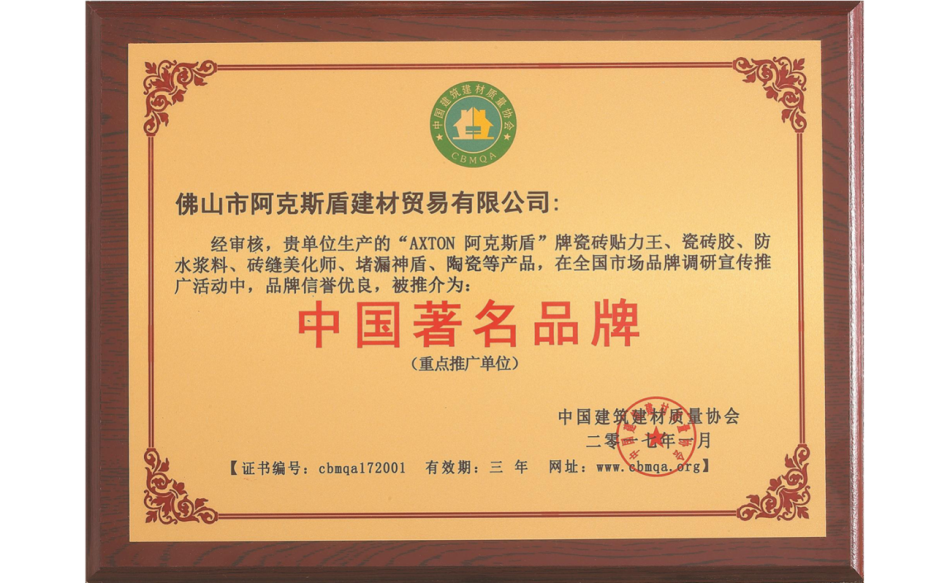 中国建筑建材质量协会
CBMQA
佛山市阿克斯盾建材贸易有限公司:
经审核,贵单位生产的“AXTON 阿克斯盾”牌瓷砖贴力王、瓷砖胶、防
水浆料、砖缝美化师、堵漏神盾、陶瓷等产品,在全国市场品牌调研宣传推
广活动中,品牌信誉优良,被推介为:
中国著名品牌
(重点推广单位)
中国建筑建材质量协会
二零一七年一月
【证书编号:cbmqa172001 有效期:三 年 网址:www.cbmqa.org】